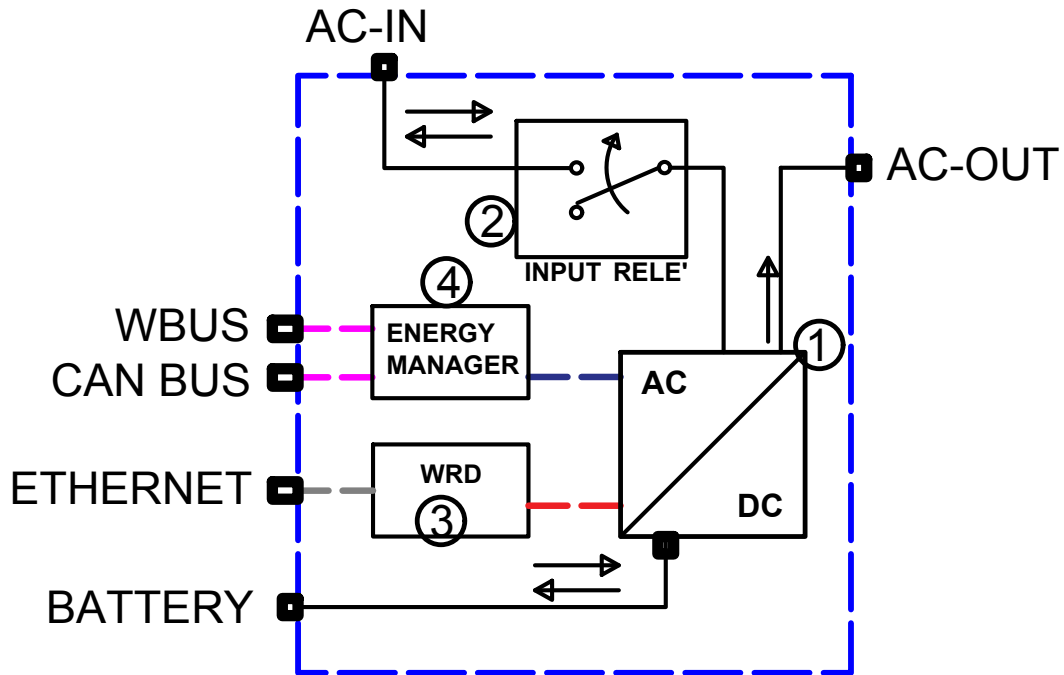 AC-IN
AC-OUT
2
INPUT RELE'
4
WBUS
ENERGY
MANAGER
CAN BUS
1
AC
DC
ETHERNET
WRD
3
BATTERY